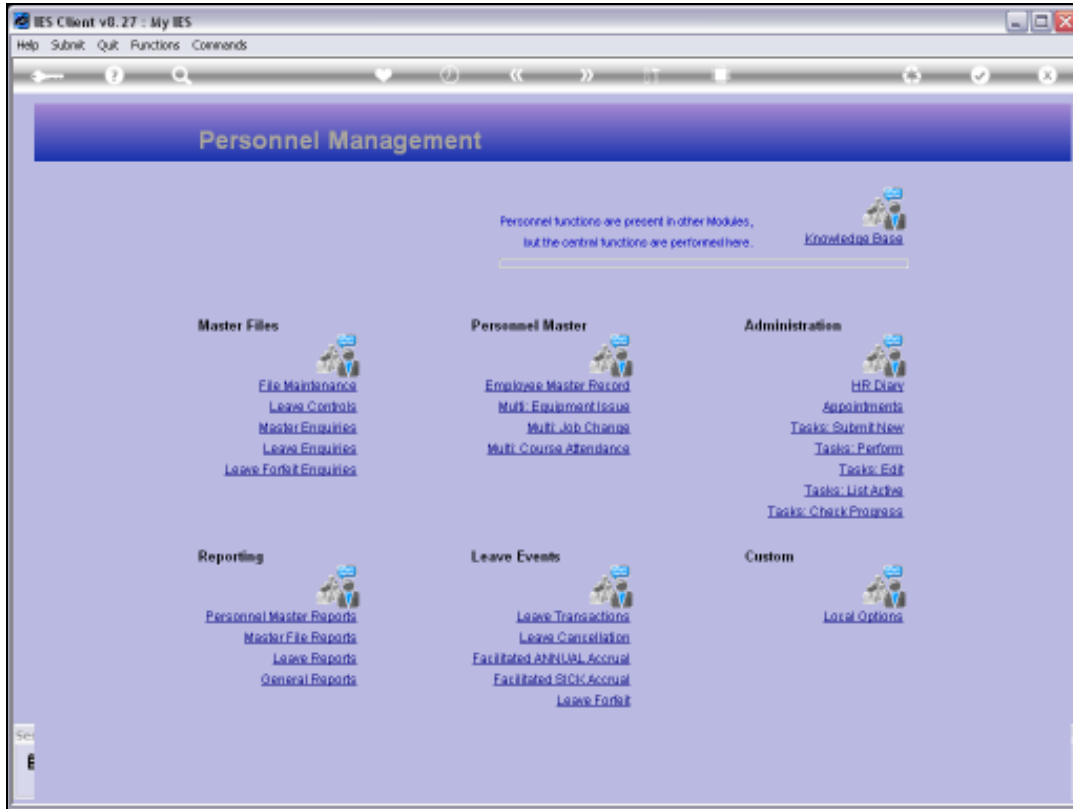 IES Client v8.27 : My IES
Help Submit Quit Functions Commands
Personnel Management
Personnel functions are present in other Modules,
but the central functions are performed here.
Knowledge Base
Master Files
File Maintenance
Leave Controls
Master Enquiries
Leave Enquiries
Leave Forfeit Enquiries
Personnel Master
Employee Master Record
Multi: Equipment Issue
Multi: Job Change
Multi: Course Attendance
Administration
HR Diary
Appointments
Tasks: Submit New
Tasks: Perform
Tasks: Edit
Tasks: List Active
Tasks: Check Progress
Reporting
Personnel Master Reports
Master File Reports
Leave Reports
General Reports
Leave Events
Leave Transactions
Leave Cancellation
Facilitated ANNUAL Accrual
Facilitated SICK Accrual
Leave Forfeit
Custom
Local Options